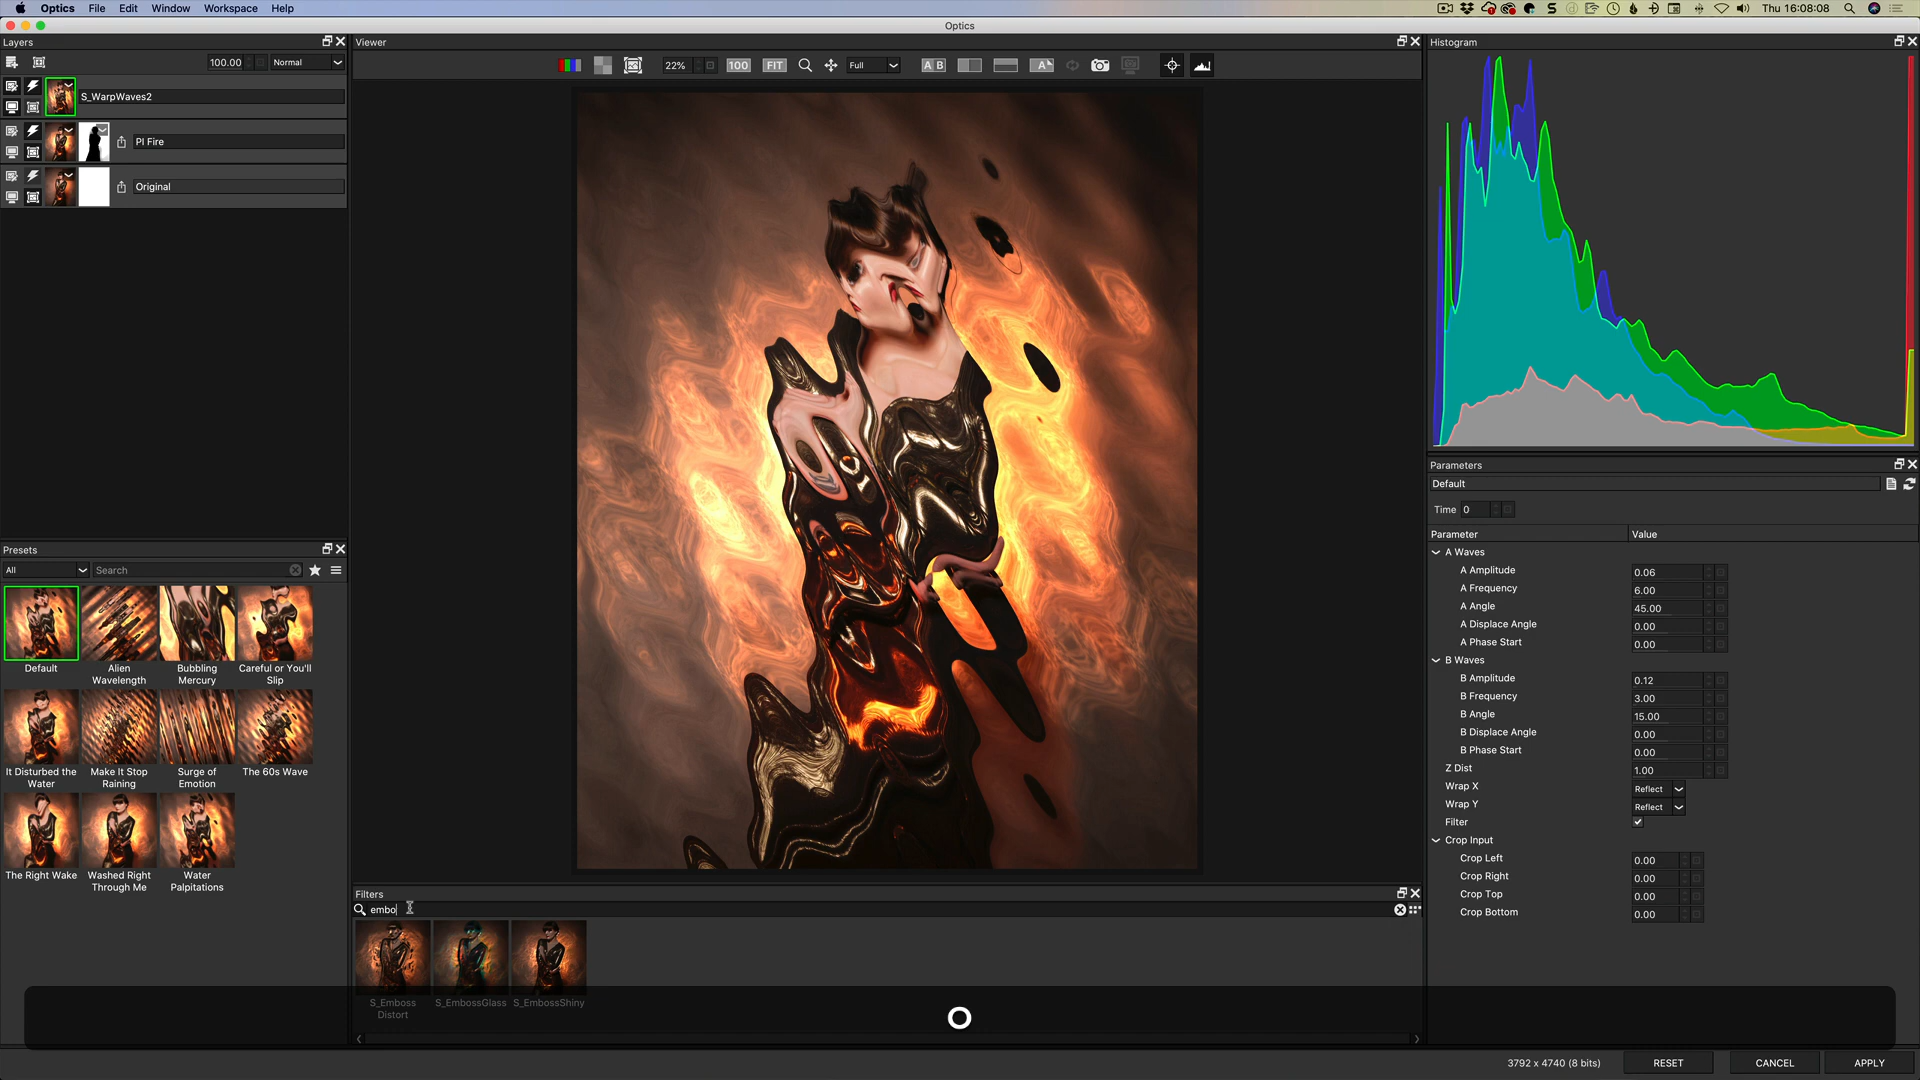 Optics File Edit Window Workspace Help
Thu 16:08:08
Optics
Layers
100.00 Normal
S_WarpWaves2
PI Fire
Original
Viewer
22% 100 FIT Full A B A
Histogram
Presets
All Search
Default
Alien Wavelength
Bubbling Mercury
Careful or You'll Slip
It Disturbed the Water
Make It Stop Raining
Surge of Emotion
The 60s Wave
The Right Wake
Washed Right Through Me
Water Palpitations
Filters
embo
S_Emboss Distort
S_EmbossGlass
S_EmbossShiny
Parameters
Default
Time 0
Parameter Value
A Waves
A Amplitude 0.06
A Frequency 6.00
A Angle 45.00
A Displace Angle 0.00
A Phase Start 0.00
B Waves
B Amplitude 0.12
B Frequency 3.00
B Angle 15.00
B Displace Angle 0.00
B Phase Start 0.00
Z Dist 1.00
Wrap X Reflect
Wrap Y Reflect
Filter
Crop Input
Crop Left 0.00
Crop Right 0.00
Crop Top 0.00
Crop Bottom 0.00
3792 x 4740 (8 bits) RESET CANCEL APPLY